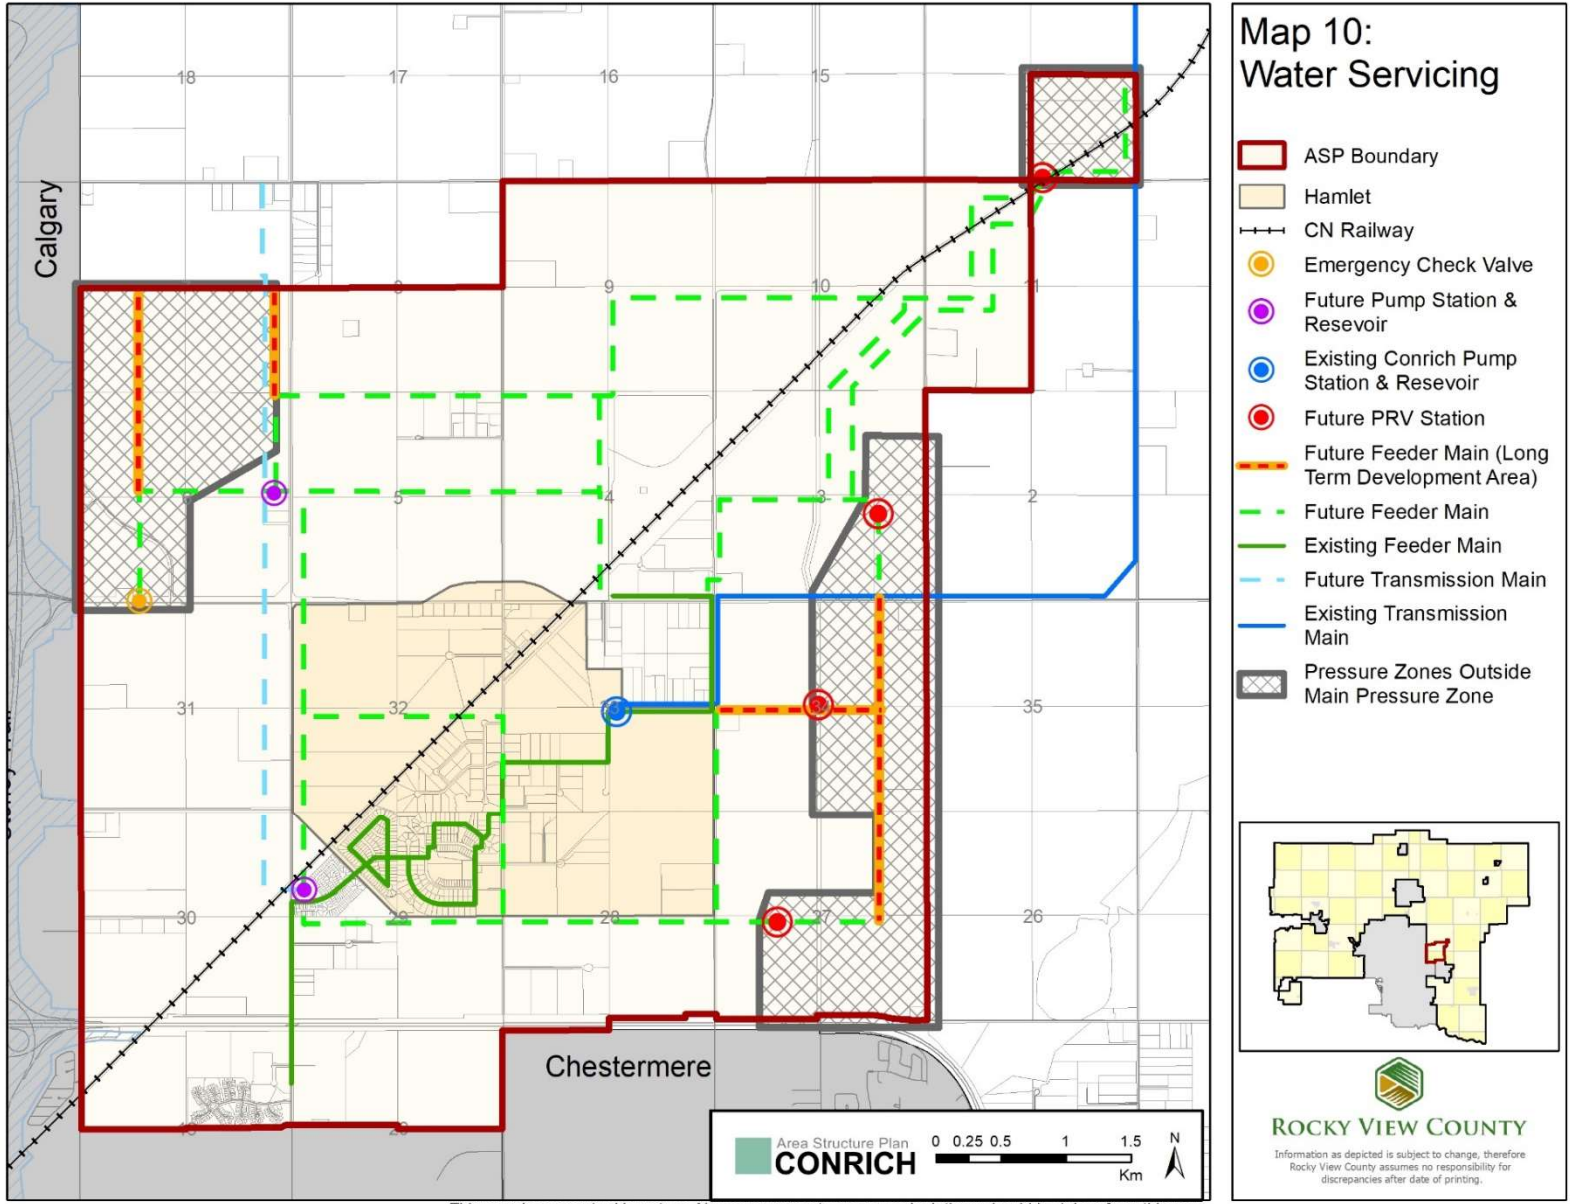 Map 10:
Water Servicing
ASP Boundary
Hamlet
CN Railway
Emergency Check Valve
Future Pump Station &
Resevoir
Existing Conrich Pump
Station & Resevoir
Future PRV Station
Future Feeder Main (Long
Term Development Area)
Future Feeder Main
Existing Feeder Main
Future Transmission Main
Existing Transmission
Main
Pressure Zones Outside
Main Pressure Zone
ROCKY VIEW COUNTY
Information as depicted is subject to change, therefore
Rocky View County assumes no responsibility for
discrepancies after date of printing.
Calgary
18 17 16 15
9 10 11
5 4 3 2
31 32 35
30 29 28 27 26
Chestermere
Area Structure Plan
CONRICH
0 0.25 0.5 1 1.5
Km
N